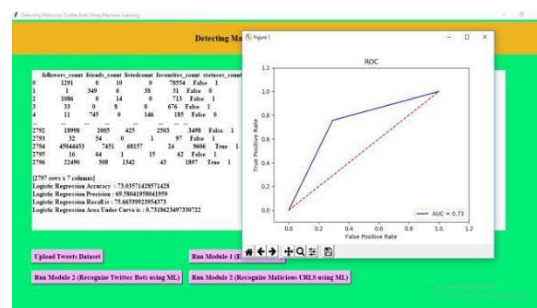 Detecting Malicious Twitter Bots Using Machine Learning
Detecting Ma
followers_count friends_count listedcount favourites_count statuses_count
0 1291 0 10 78554 False 1
1 1 349 0 38 31 False 0
2 1086 0 14 0 713 False 1
3 33 0 8 0 676 False 1
4 11 745 0 146 185 False 0
... ... ... ... ... ... ... ...
2792 18998 2005 425 2503 3498 False 1
2793 32 54 0 1 97 False 1
2794 45044433 7451 68157 24 9606 True 1
2795 16 64 1 15 62 False 1
2796 22498 308 1342 43 1897 True 1
[2797 rows x 7 columns]
Logistic Regression Accuracy : 73.03571428571428
Logistic Regression Precision : 69.58041958041959
Logistic Regression Recall is : 75.66539923954373
Logistic Regression Area Under Curve is : 0.7318623497330722
Upload Tweets Dataset
Run Module 1 (E
Run Module 2 (Recognize Twitter Bots using ML)
Run Module 2 (Recognize Malicious URLS using ML)
Figure 1
ROC
True Positive Rate
1.2
1.0
0.8
0.6
0.4
0.2
0.0
0.0 0.2 0.4 0.6 0.8 1.0 1.2
False Positive Rate
AUC = 0.73